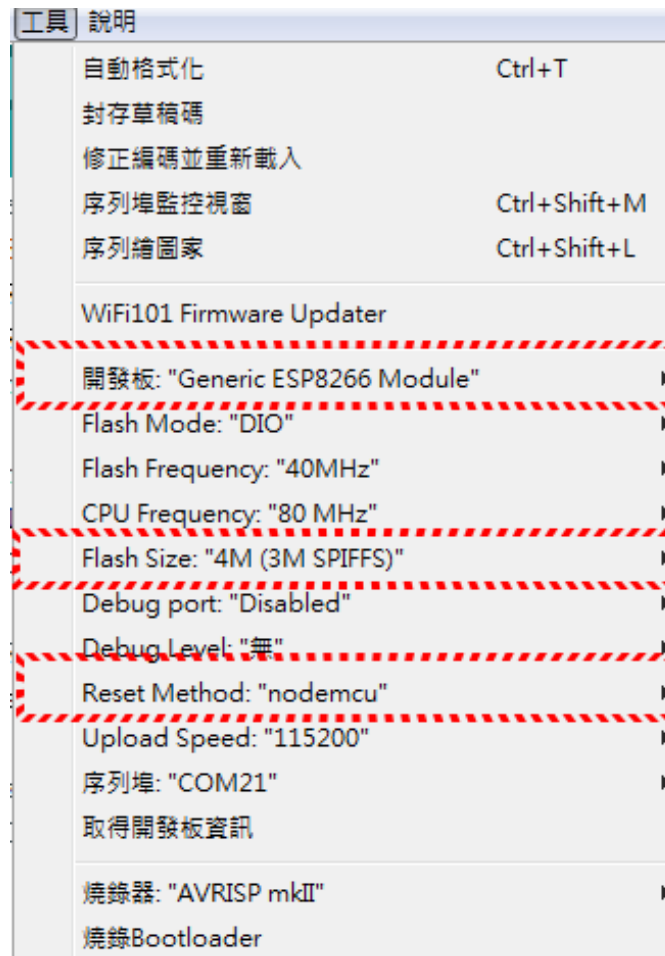 工具 說明
自動格式化 Ctrl+T
封存草稿碼
修正編碼並重新載入
序列埠監控視窗 Ctrl+Shift+M
序列繪圖家 Ctrl+Shift+L
WiFi101 Firmware Updater
開發板: "Generic ESP8266 Module"
Flash Mode: "DIO"
Flash Frequency: "40MHz"
CPU Frequency: "80 MHz"
Flash Size: "4M (3M SPIFFS)"
Debug port: "Disabled"
Debug Level: "無"
Reset Method: "nodemcu"
Upload Speed: "115200"
序列埠: "COM21"
取得開發板資訊
燒錄器: "AVRISP mkII"
燒錄Bootloader